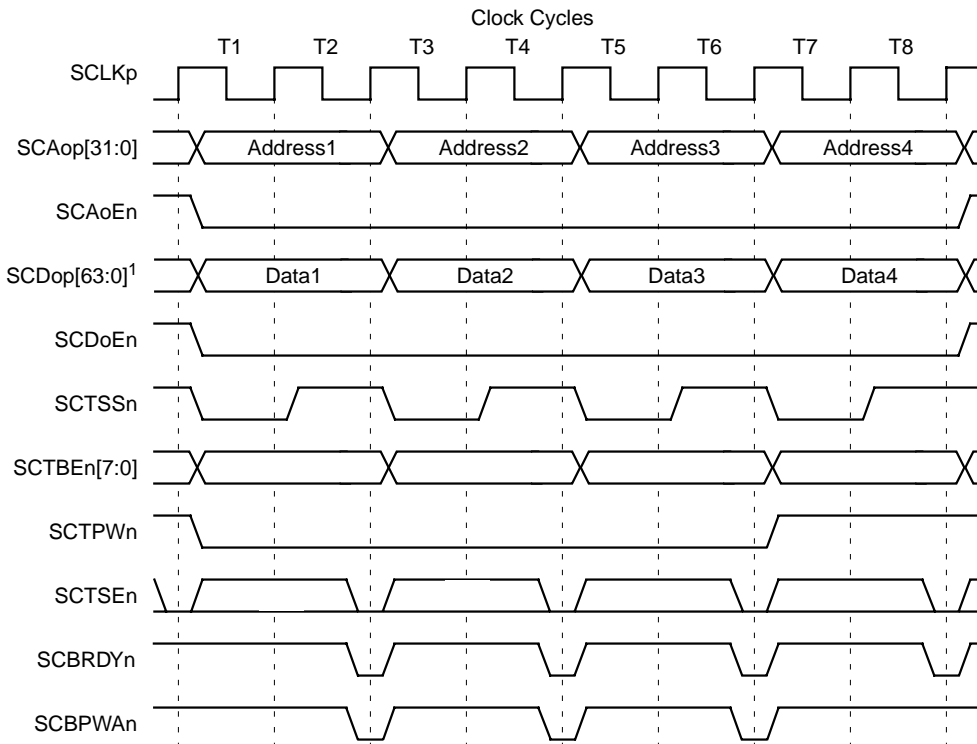 Clock Cycles
T1 T2 T3 T4 T5 T6 T7 T8
SCLKp
SCAop[31:0] Address1 Address2 Address3 Address4
SCAoEn
SCDop[63:0]¹ Data1 Data2 Data3 Data4
SCDoEn
SCTSSn
SCTBEn[7:0]
SCTPWn
SCTSEn
SCBRDYn
SCBPWAn